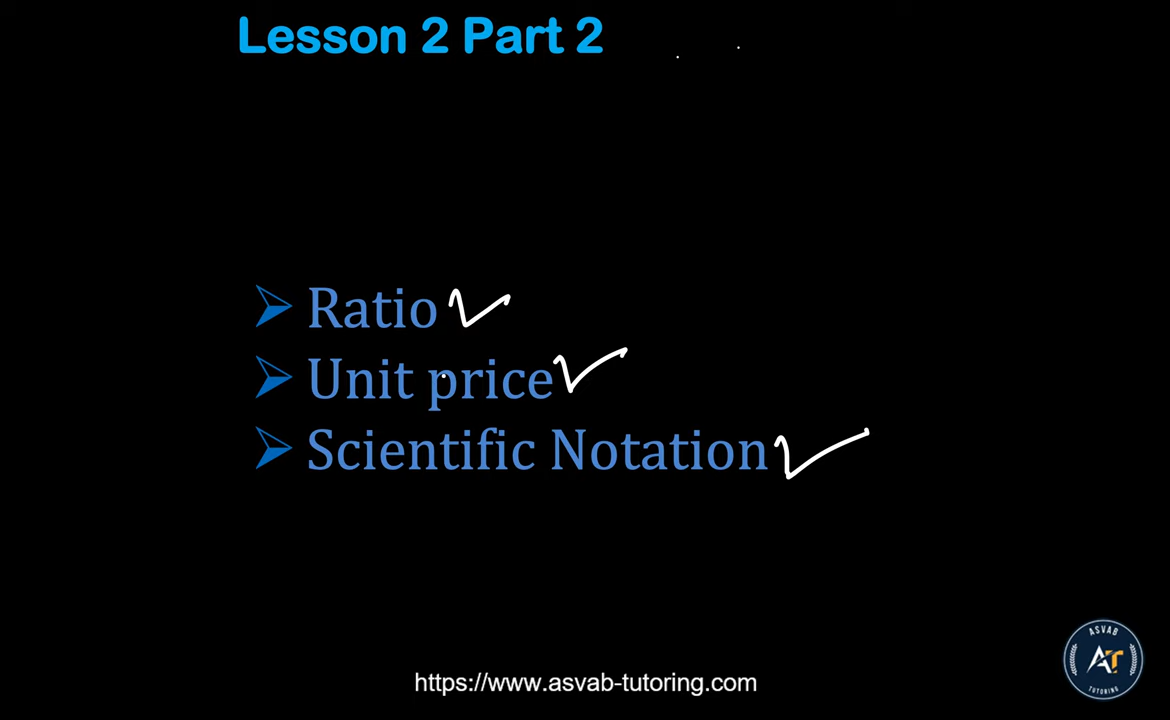 Lesson 2 Part 2
Ratio
Unit price
Scientific Notation
https://www.asvab-tutoring.com
ASVAB
AT
TUTORING